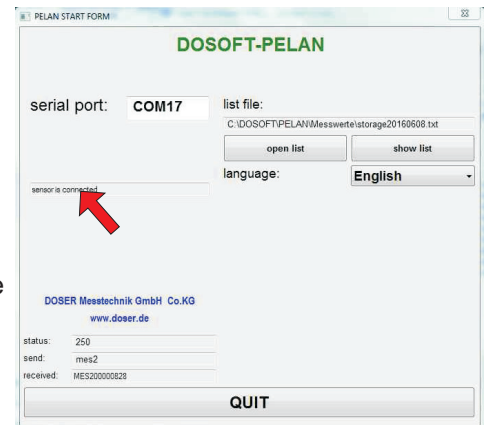 PELAN START FORM
DOSOFT-PELAN
serial port: COM17
list file:
C:\DOSOFT\PELAN\Messwerte\storage20160608.txt
open list show list
language: English
sensor is connected
e
DOSER Messtechnik GmbH Co.KG
www.doser.de
status: 250
send: mes2
received: MES200000828
QUIT